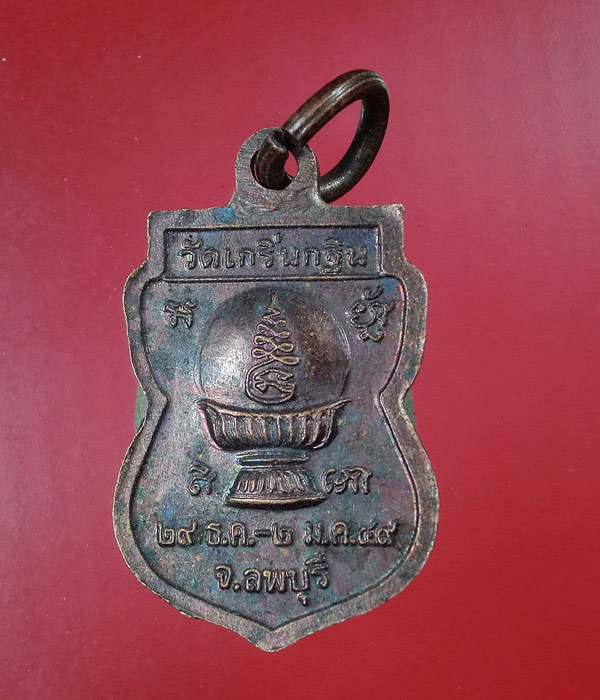 วัดเกริ่นกฐิน
๒๙ ธ.ค.-๒ ม.ค.๔๙
จ.ลพบุรี